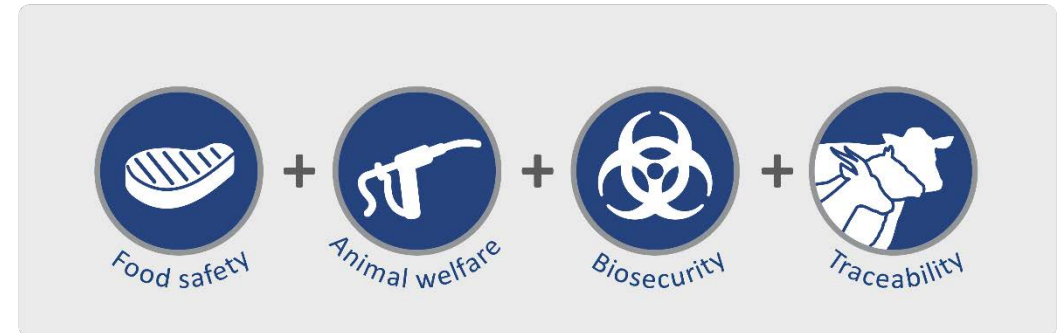 Food safety
+
Animal welfare
+
Biosecurity
+
Traceability